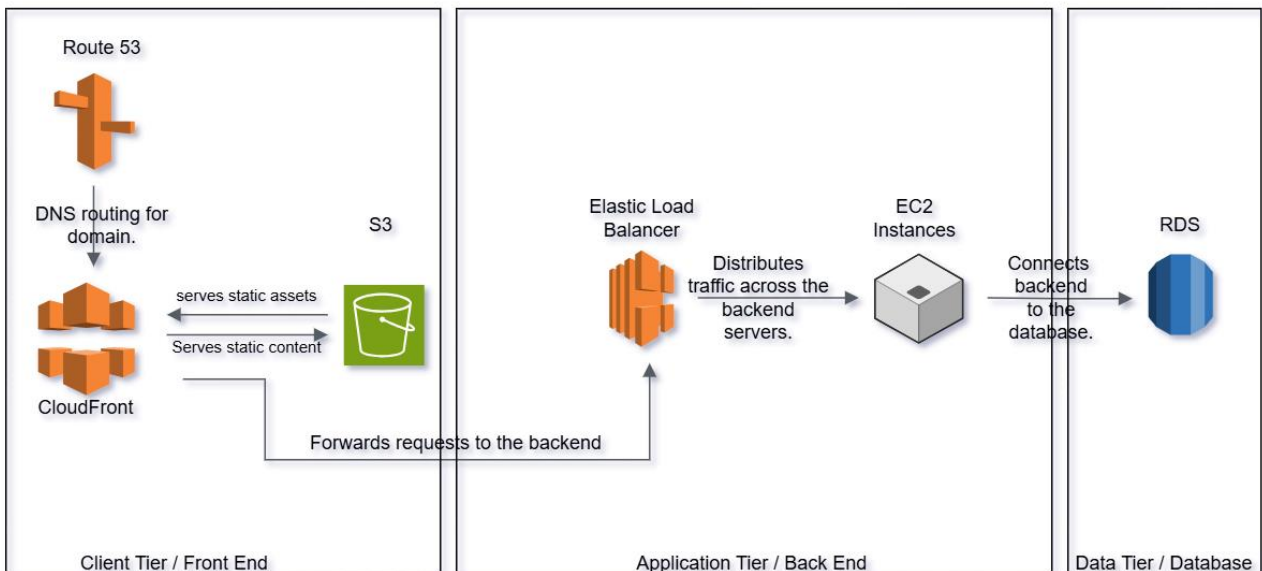 Route 53
DNS routing for
domain.
S3
serves static assets
Serves static content
CloudFront
Forwards requests to the backend
Client Tier / Front End
Elastic Load
Balancer
Distributes
traffic across the
backend
servers.
EC2
Instances
Application Tier / Back End
Connects
backend
to the
database.
RDS
Data Tier / Database